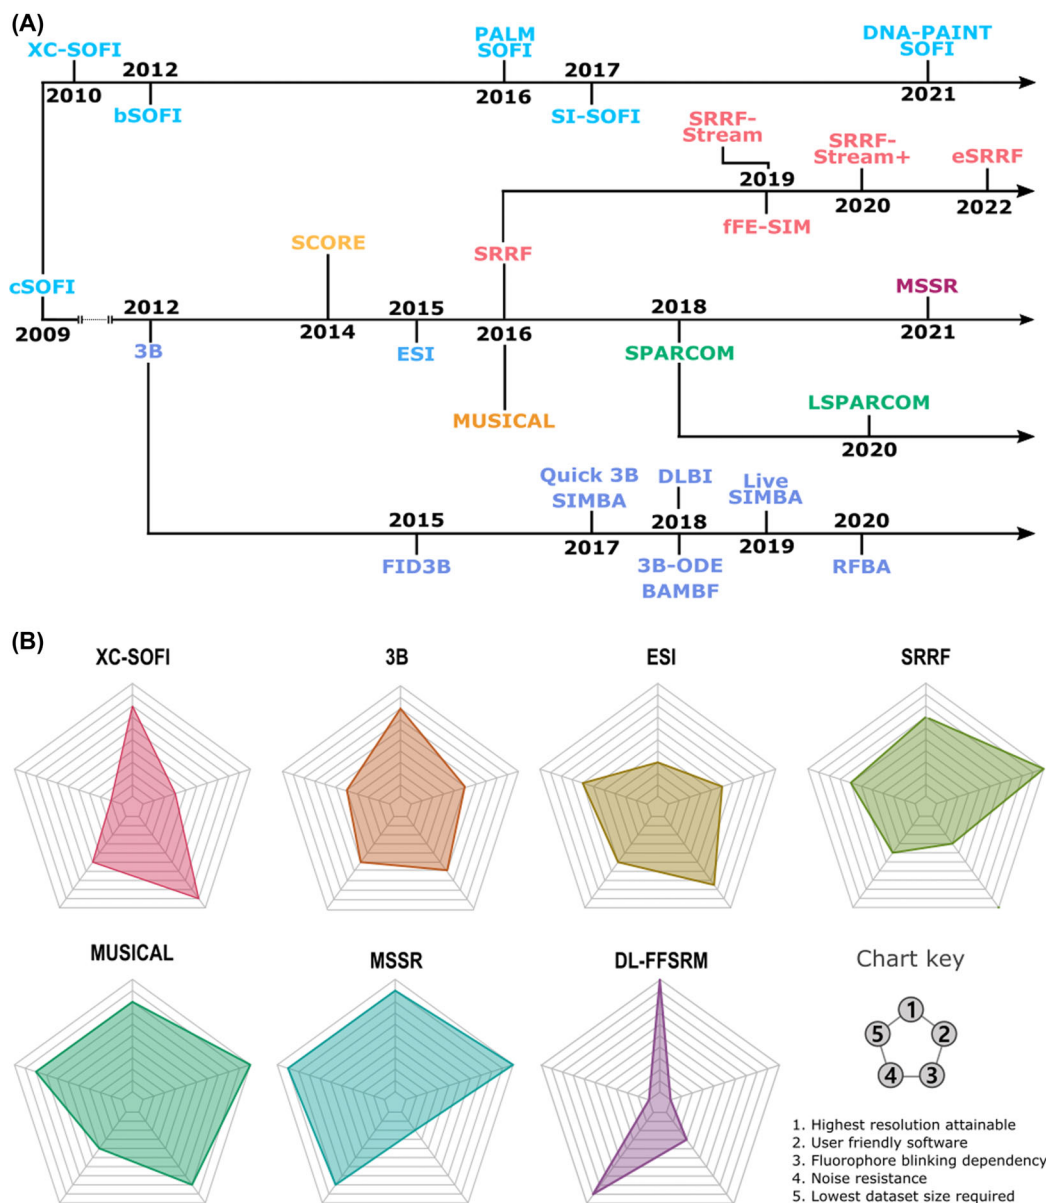 (A)
XC-SOFI
2012
PALM
SOFI
2017
DNA-PAINT
SOFI
2010
bSOFI
2016
SI-SOFI
2021
SRRF-
Stream
SRRF-
Stream+
eSRRF
2019
2020
2022
fFE-SIM
SCORE
SRRF
cSOFI
2012
2015
2018
MSSR
2009
2014
2016
2021
3B
ESI
SPARCOM
MUSICAL
LSPARCOM
2020
Quick 3B
SIMBA
DLBI
Live
SIMBA
2015
2018
2020
2017
2019
FID3B
3B-ODE
BAMBF
RFBA
(B)
XC-SOFI
3B
ESI
SRRF
MUSICAL
MSSR
DL-FFSRM
Chart key
1
5
2
4
3
1. Highest resolution attainable
2. User friendly software
3. Fluorophore blinking dependency
4. Noise resistance
5. Lowest dataset size required